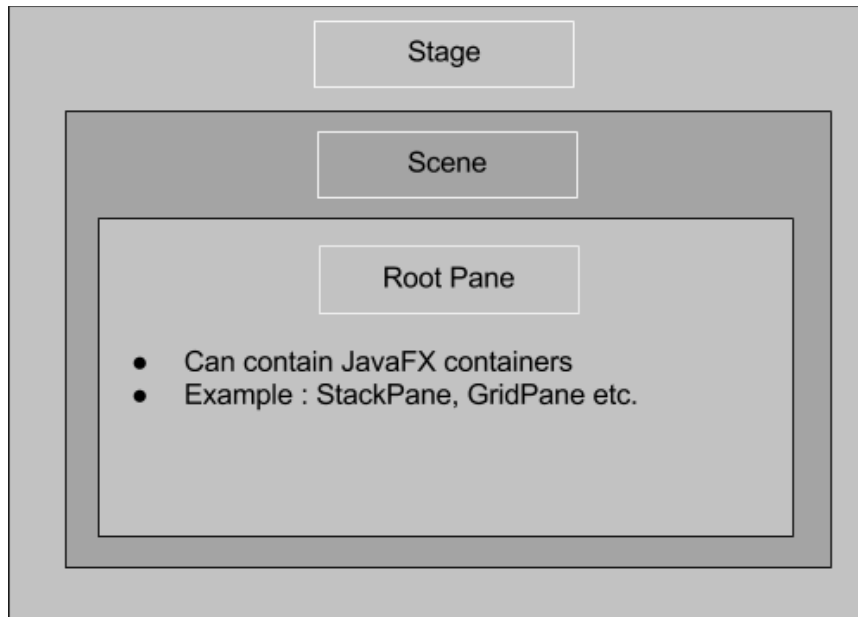 Stage
Scene
Root Pane
● Can contain JavaFX containers
● Example : StackPane, GridPane etc.